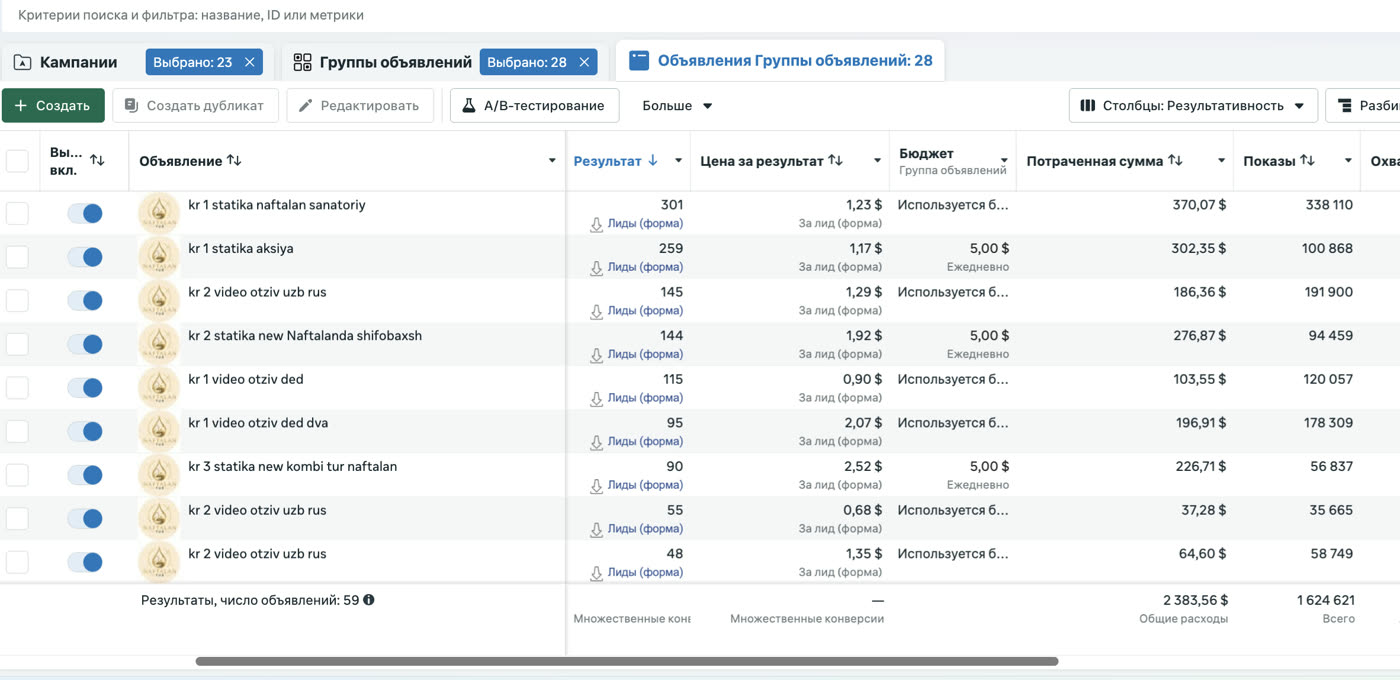 Критерии поиска и фильтра: название, ID или метрики
Кампании Выбрано: 23 Группы объявлений Выбрано: 28 Объявления Группы объявлений: 28
Создать Создать дубликат Редактировать A/B-тестирование Больше Столбцы: Результативность Разби
Вы... вкл. Объявление Результат Цена за результат Бюджет Группа объявлений Потраченная сумма Показы Охва
kr 1 statika naftalan sanatoriy 301 1,23 $ Используется б... 370,07 $ 338 110
Лиды (форма) За лид (форма)
kr 1 statika aksiya 259 1,17 $ 5,00 $ 302,35 $ 100 868
Лиды (форма) За лид (форма) Ежедневно
kr 2 video otziv uzb rus 145 1,29 $ Используется б... 186,36 $ 191 900
Лиды (форма) За лид (форма)
kr 2 statika new Naftalanda shifobaxsh 144 1,92 $ 5,00 $ 276,87 $ 94 459
Лиды (форма) За лид (форма) Ежедневно
kr 1 video otziv ded 115 0,90 $ Используется б... 103,55 $ 120 057
Лиды (форма) За лид (форма)
kr 1 video otziv ded dva 95 2,07 $ Используется б... 196,91 $ 178 309
Лиды (форма) За лид (форма)
kr 3 statika new kombi tur naftalan 90 2,52 $ 5,00 $ 226,71 $ 56 837
Лиды (форма) За лид (форма) Ежедневно
kr 2 video otziv uzb rus 55 0,68 $ Используется б... 37,28 $ 35 665
Лиды (форма) За лид (форма)
kr 2 video otziv uzb rus 48 1,35 $ Используется б... 64,60 $ 58 749
Лиды (форма) За лид (форма)
Результаты, число объявлений: 59 — 2 383,56 $ 1 624 621
Множественные конв Множественные конверсии Общие расходы Всего